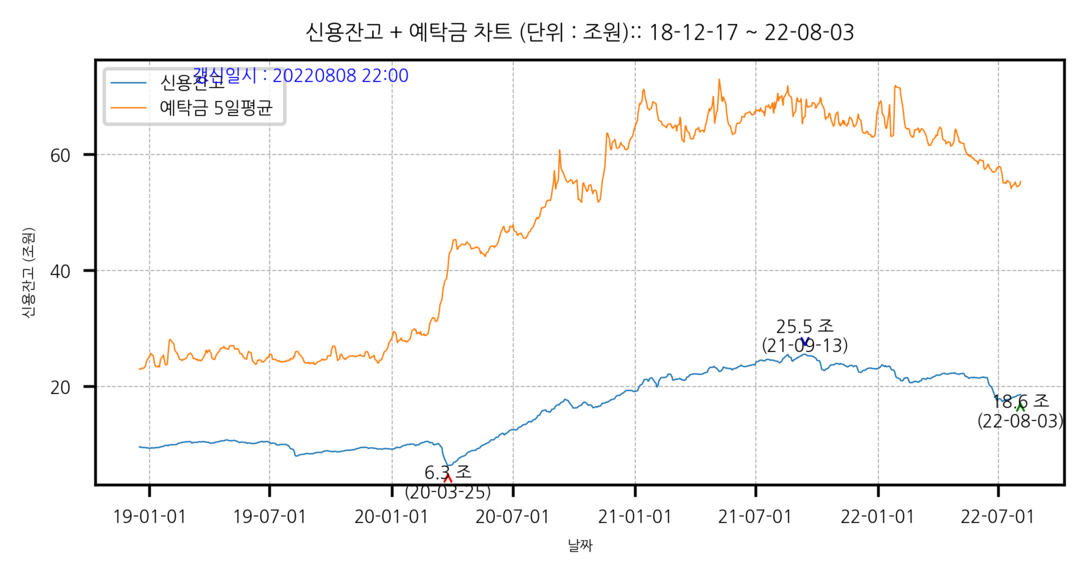 신용잔고 + 예탁금 차트 (단위 : 조원):: 18-12-17 ~ 22-08-03
갱신일시 : 20220808 22:00
신용잔고
예탁금 5일평균
60
40
20
신용잔고 (조원)
25.5 조
(21-09-13)
18.6 조
(22-08-03)
6.3 조
(20-03-25)
19-01-01
19-07-01
20-01-01
20-07-01
21-01-01
21-07-01
22-01-01
22-07-01
날짜